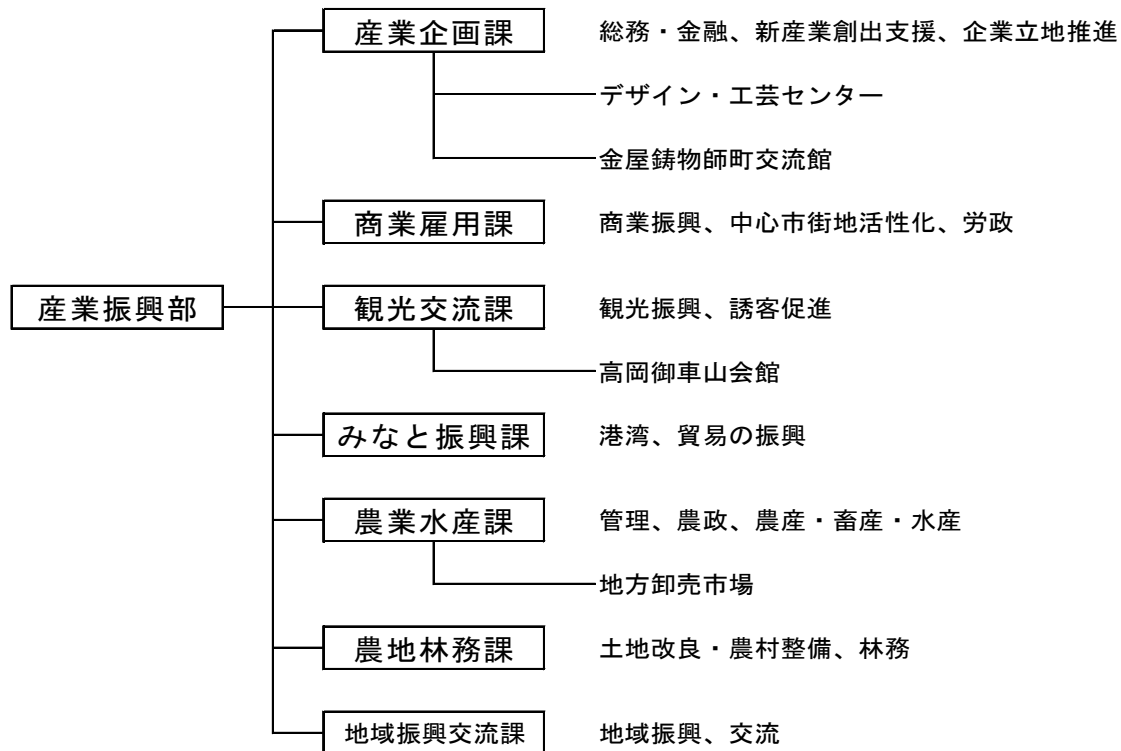 産業企画課 総務・金融、新産業創出支援、企業立地推進
デザイン・工芸センター
金屋鋳物師町交流館
商業雇用課 商業振興、中心市街地活性化、労政
産業振興部
観光交流課 観光振興、誘客促進
高岡御車山会館
みなと振興課 港湾、貿易の振興
農業水産課 管理、農政、農産・畜産・水産
地方卸売市場
農地林務課 土地改良・農村整備、林務
地域振興交流課 地域振興、交流